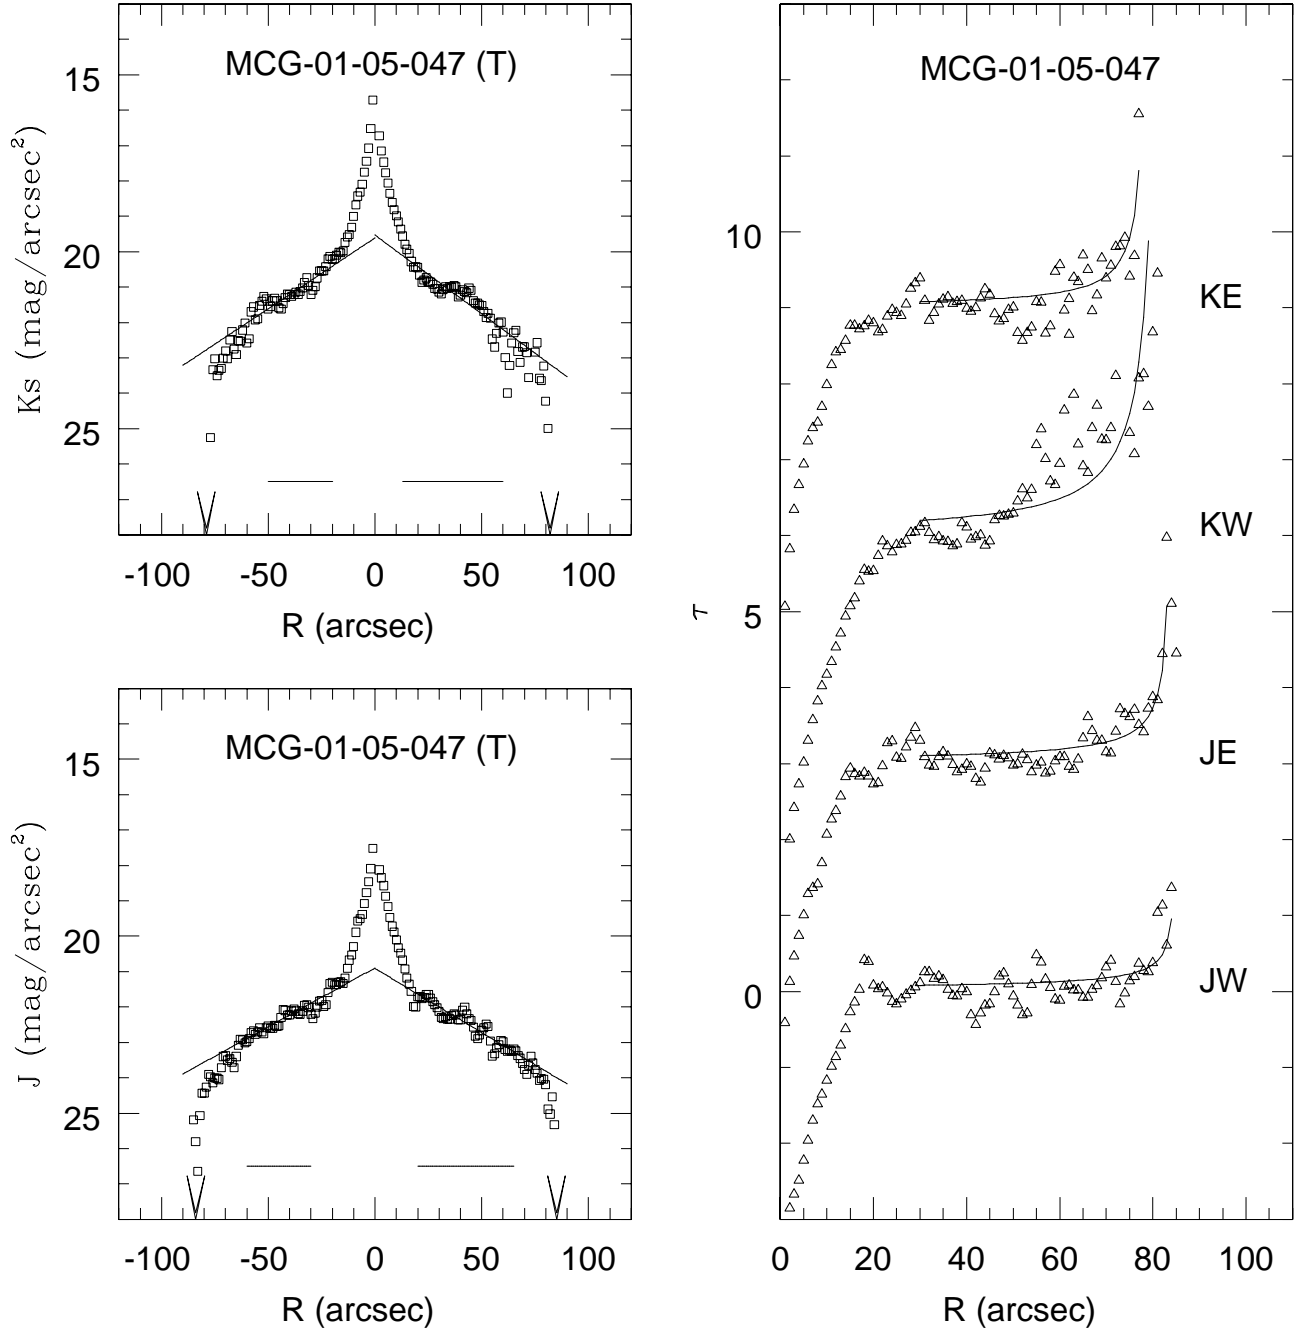 MCG-01-05-047 (T)
15
20
25
Ks (mag/arcsec²)
-100 -50 0 50 100
R (arcsec)
MCG-01-05-047 (T)
15
20
25
J (mag/arcsec²)
-100 -50 0 50 100
R (arcsec)
MCG-01-05-047
10
5
0
τ
KE
KW
JE
JW
0 20 40 60 80 100
R (arcsec)